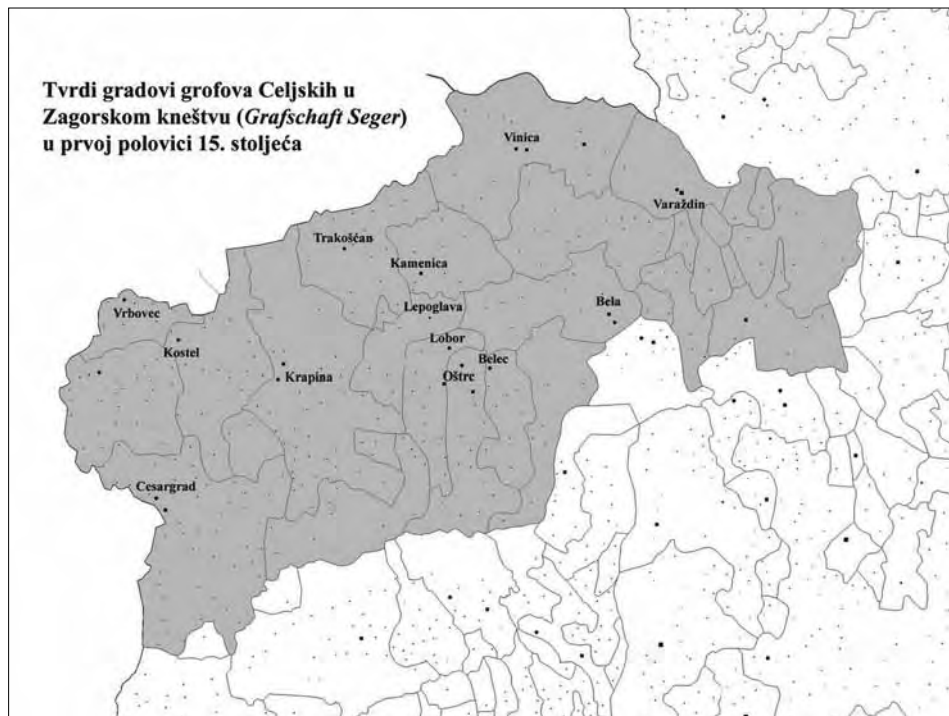 Tvrdi gradovi grofova Celjskih u
Zagorskom kneštvu (Grafschaft Seger)
u prvoj polovici 15. stoljeća
Vinica
Varaždin
Trakošćan
Kamenica
Vrbovec
Lepoglava
Bela
Kostel
Lobor
Belec
Krapina
Oštre
Cesargrad